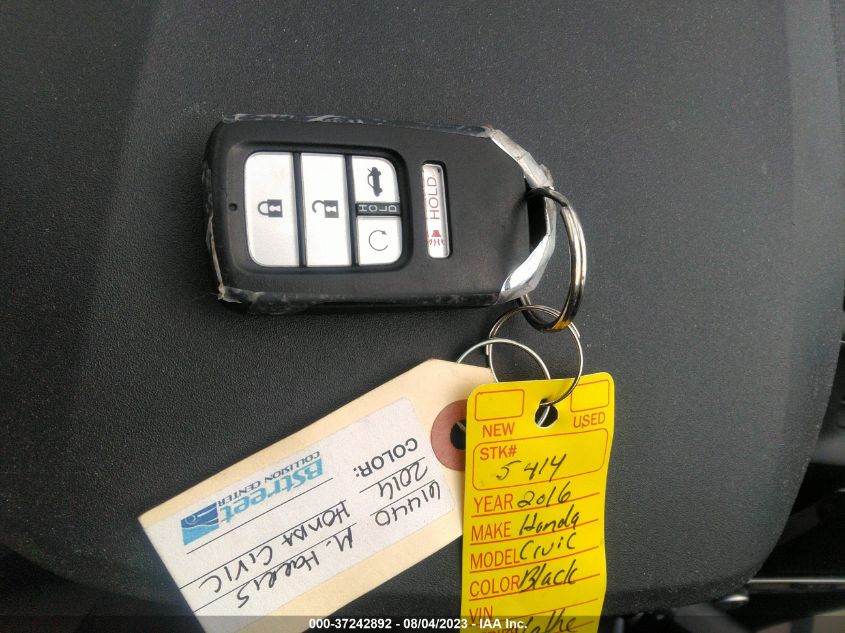 HOLD
HOLD
NEW
USED
STK#
5414
YEAR 2016
MAKE Honda
MODEL Civic
COLOR Black
VIN
BStreet
COLLISION CENTER
COLOR:
2014
61440
M. HARRIS
HONDA CIVIC
000-37242892 - 08/04/2023 - IAA Inc.